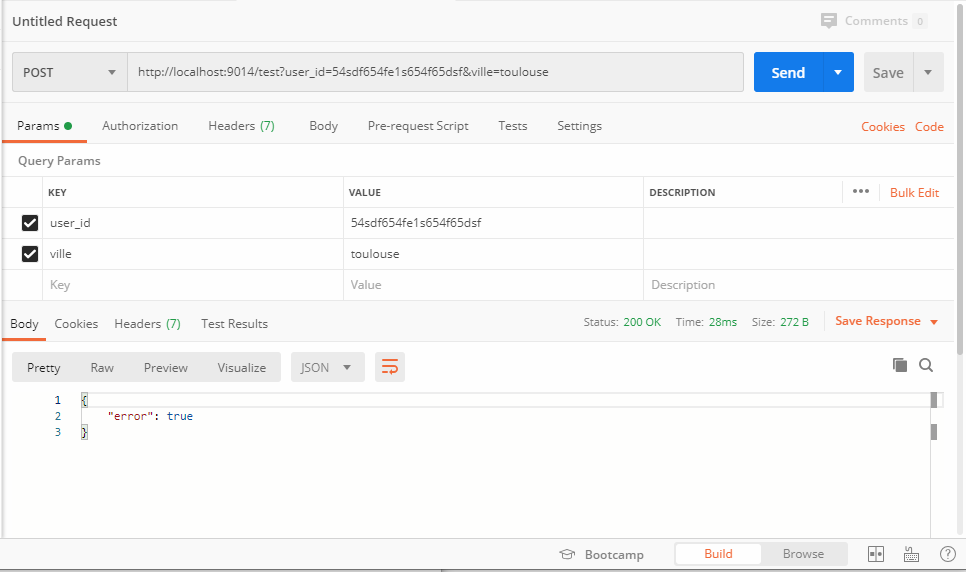 Untitled Request Comments 0
POST http://localhost:9014/test?user_id=54sdf654fe1s654f65dsf&ville=toulouse Send Save
Params Authorization Headers (7) Body Pre-request Script Tests Settings Cookies Code
Query Params
KEY VALUE DESCRIPTION ••• Bulk Edit
user_id 54sdf654fe1s654f65dsf
ville toulouse
Key Value Description
Body Cookies Headers (7) Test Results Status: 200 OK Time: 28ms Size: 272 B Save Response
Pretty Raw Preview Visualize JSON
1 {
2 "error": true
3 }
Bootcamp Build Browse ?